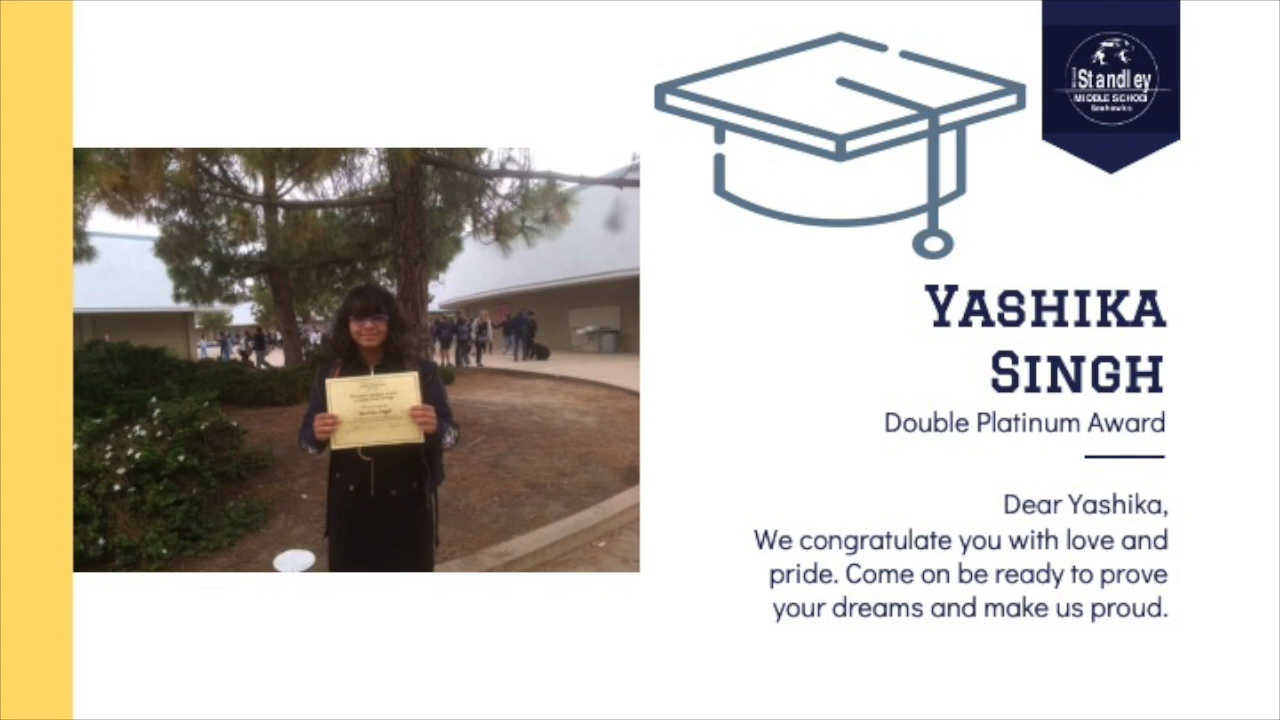 Standley
MIDDLE SCHOOL
Seahawks
YASHIKA
SINGH
Double Platinum Award
Dear Yashika,
We congratulate you with love and
pride. Come on be ready to prove
your dreams and make us proud.